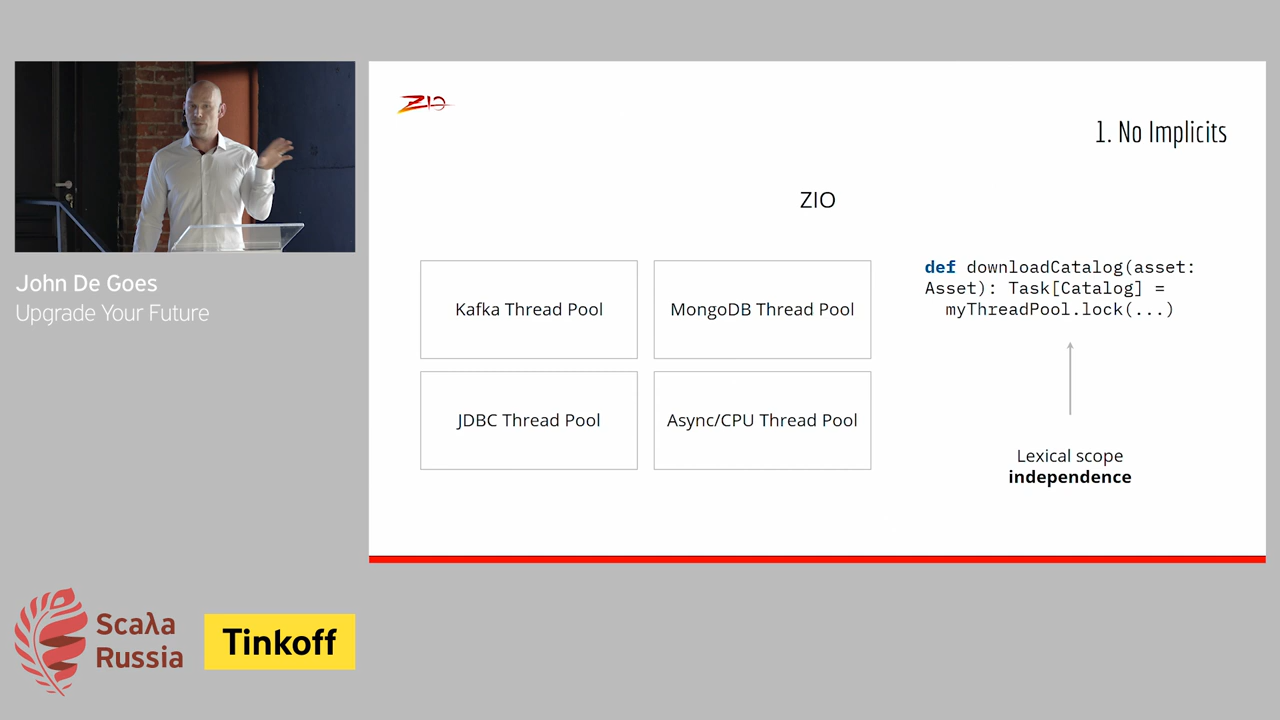 John De Goes
Upgrade Your Future
Scaλa
Russia
Tinkoff
ZIO
1. No Implicits
ZIO
Kafka Thread Pool
MongoDB Thread Pool
JDBC Thread Pool
Async/CPU Thread Pool
def downloadCatalog(asset:
Asset): Task[Catalog] =
myThreadPool.lock(...)
Lexical scope
independence